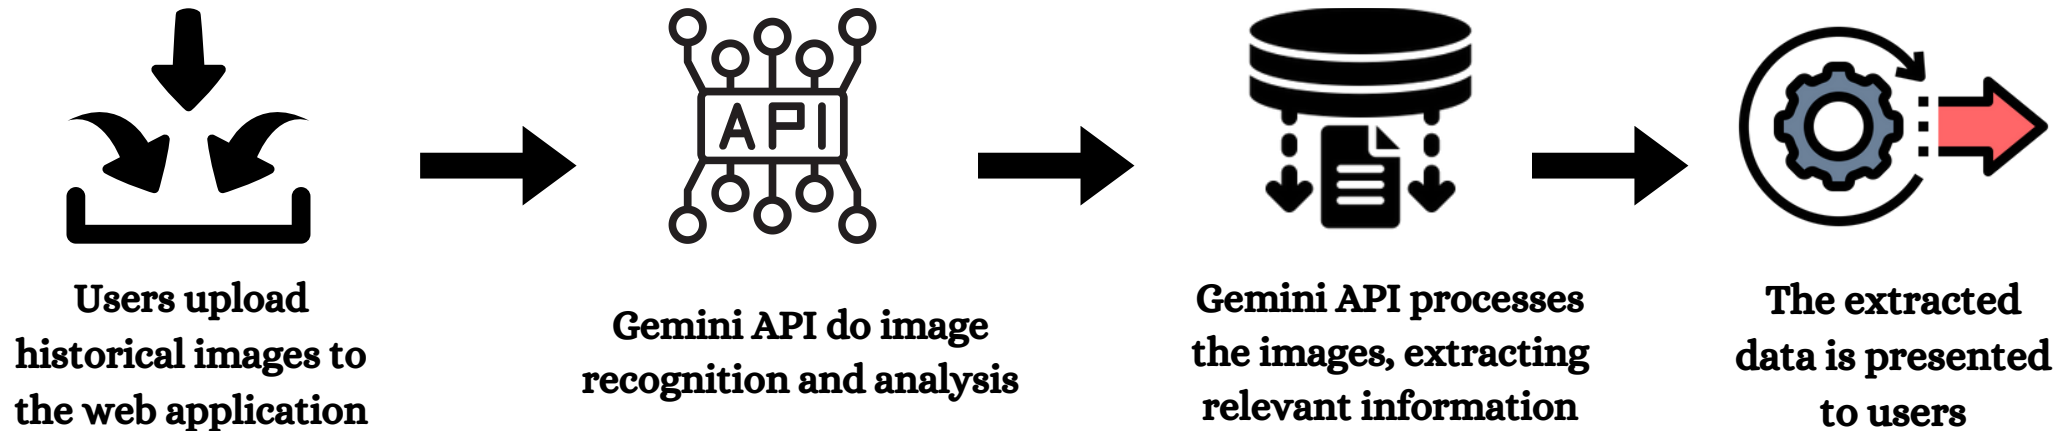 API
Users upload
historical images to
the web application
Gemini API do image
recognition and analysis
Gemini API processes
the images, extracting
relevant information
The extracted
data is presented
to users